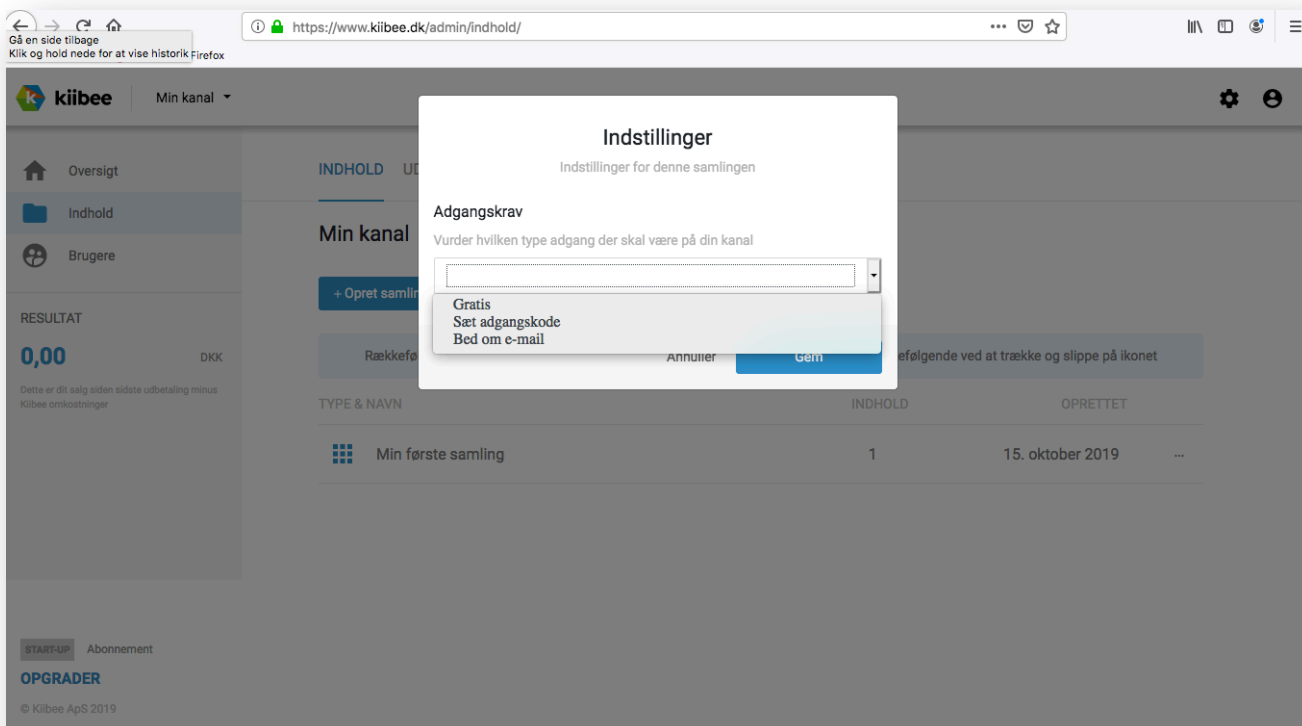 Gå en side tilbage
Klik og hold nede for at vise historik
Firefox
https://www.kiibee.dk/admin/indhold/
kiibee
Min kanal
Oversigt
Indhold
Brugere
RESULTAT
0,00 DKK
Dette er dit salg siden sidste udbetaling minus
Kiibee omkostninger
START-UP Abonnement
OPGRADER
© Kiibee ApS 2019
INDHOLD
Min kanal
+ Opret
Indstillinger
Indstillinger for denne samlingen
Adgangskrav
Vurder hvilken type adgang der skal være på din kanal
Gratis
Sæt adgangskode
Bed om e-mail
Annuller Gem
ved at trække og slippe på ikonet
TYPE & NAVN INDHOLD OPRETTET
Min første samling 1 15. oktober 2019 ...